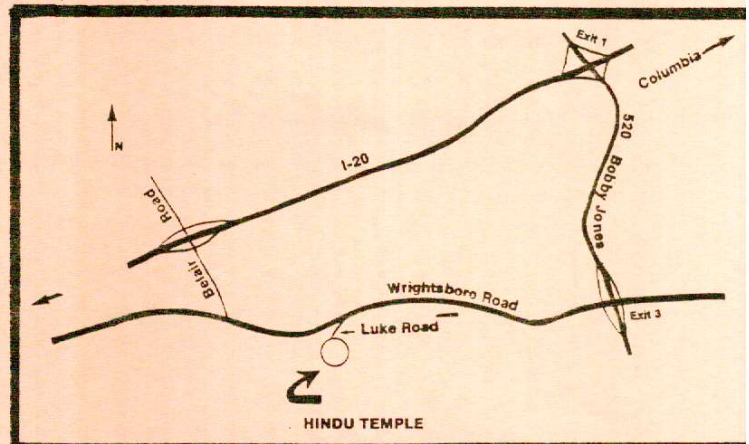 Exit 1
Columbia
N
I-20
520
Bobby Jones
Road
Belair
Wrightsboro Road
Luke Road
Exit 3
HINDU TEMPLE